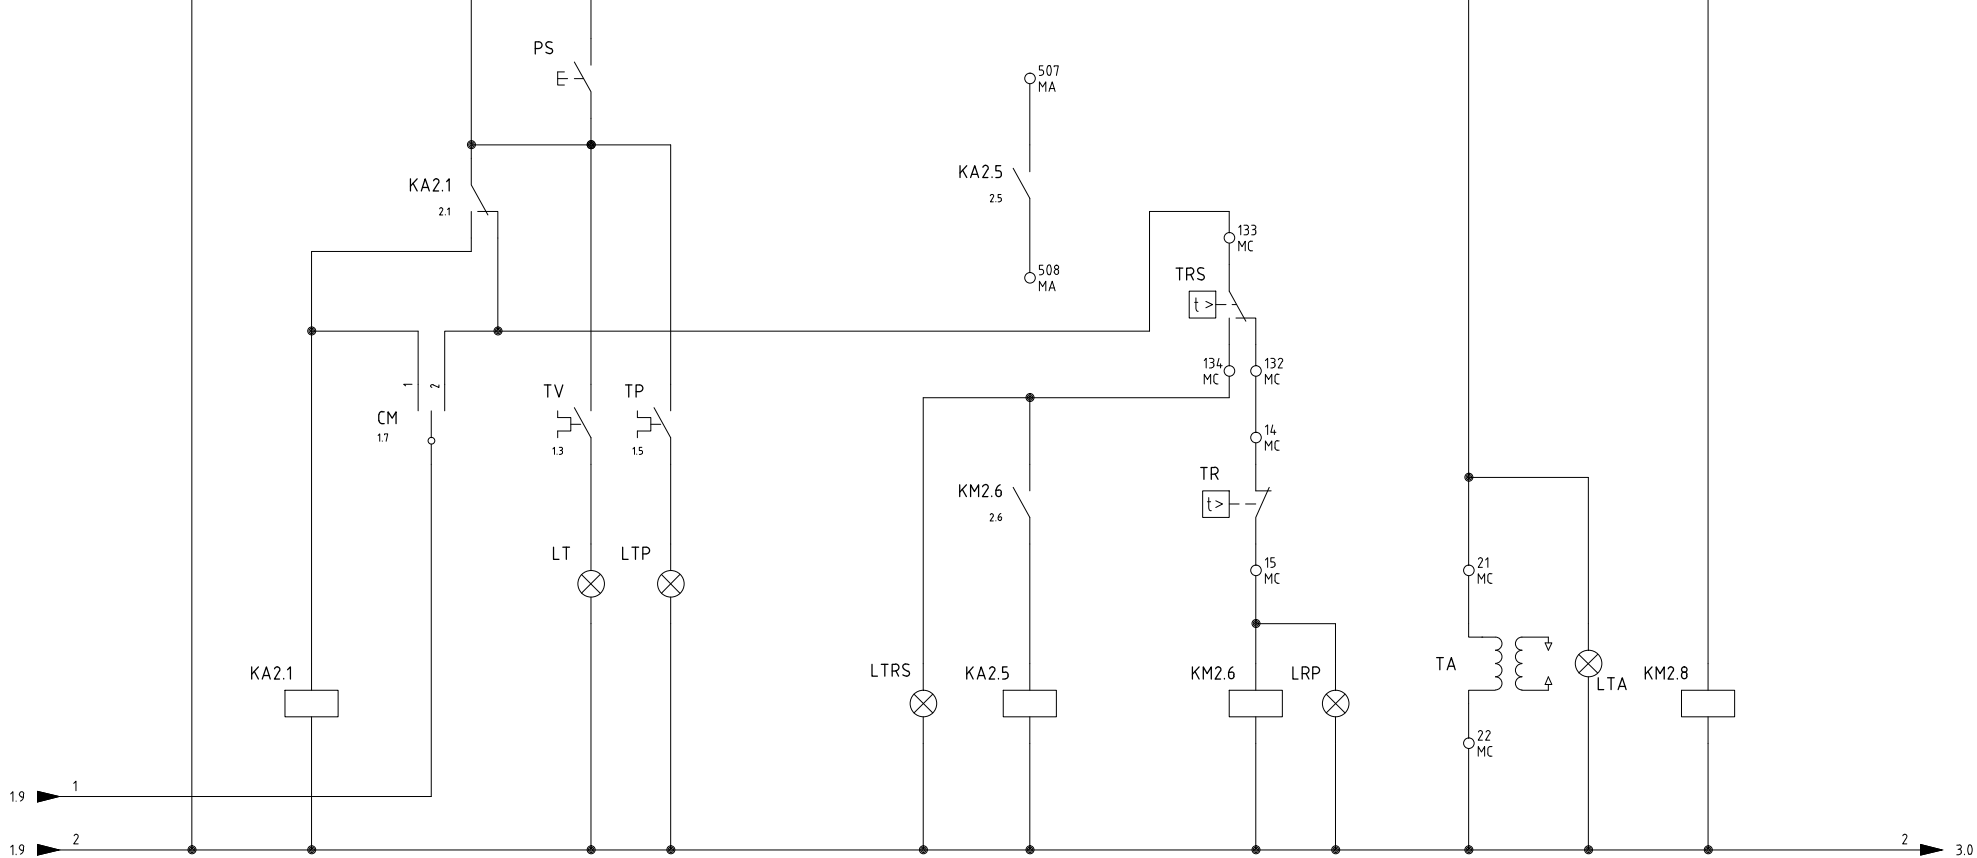 PS
507
MA
KA2.1
2.1
KA2.5
2.5
133
MC
508
MA
TRS
t >
134
MC
132
MC
1
2
CM
1.7
TV
1.3
TP
1.5
14
MC
KM2.6
2.6
TR
t>
LT
LTP
15
MC
21
MC
KA2.1
LTRS
KA2.5
KM2.6
LRP
TA
LTA
KM2.8
22
MC
1.9
1
1.9
2
2
3.0